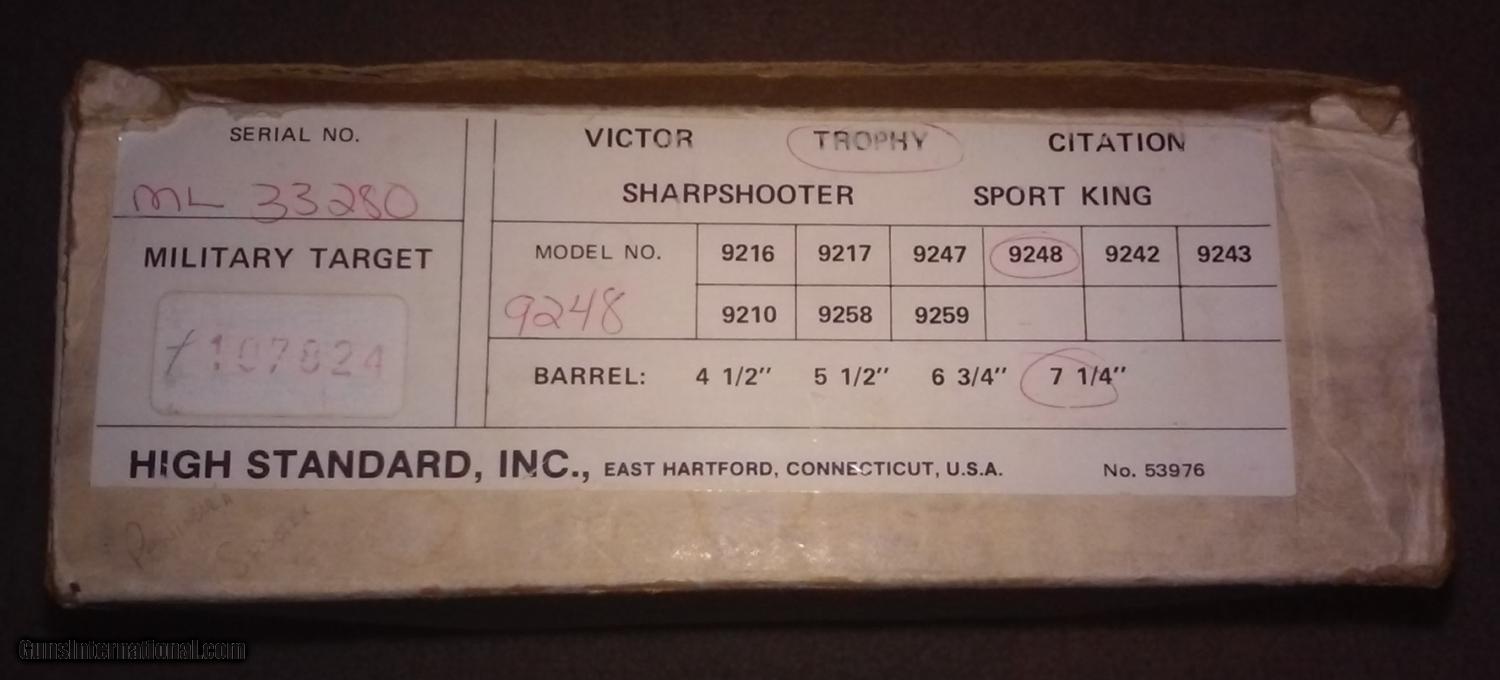 SERIAL NO.
ML 33280
MILITARY TARGET
107824
VICTOR TROPHY CITATION
SHARPSHOOTER SPORT KING
MODEL NO. 9216 9217 9247 9248 9242 9243
9248 9210 9258 9259
BARREL: 4 1/2" 5 1/2" 6 3/4" 7 1/4"
HIGH STANDARD, INC., EAST HARTFORD, CONNECTICUT, U.S.A. No. 53976
GunsInternational.com